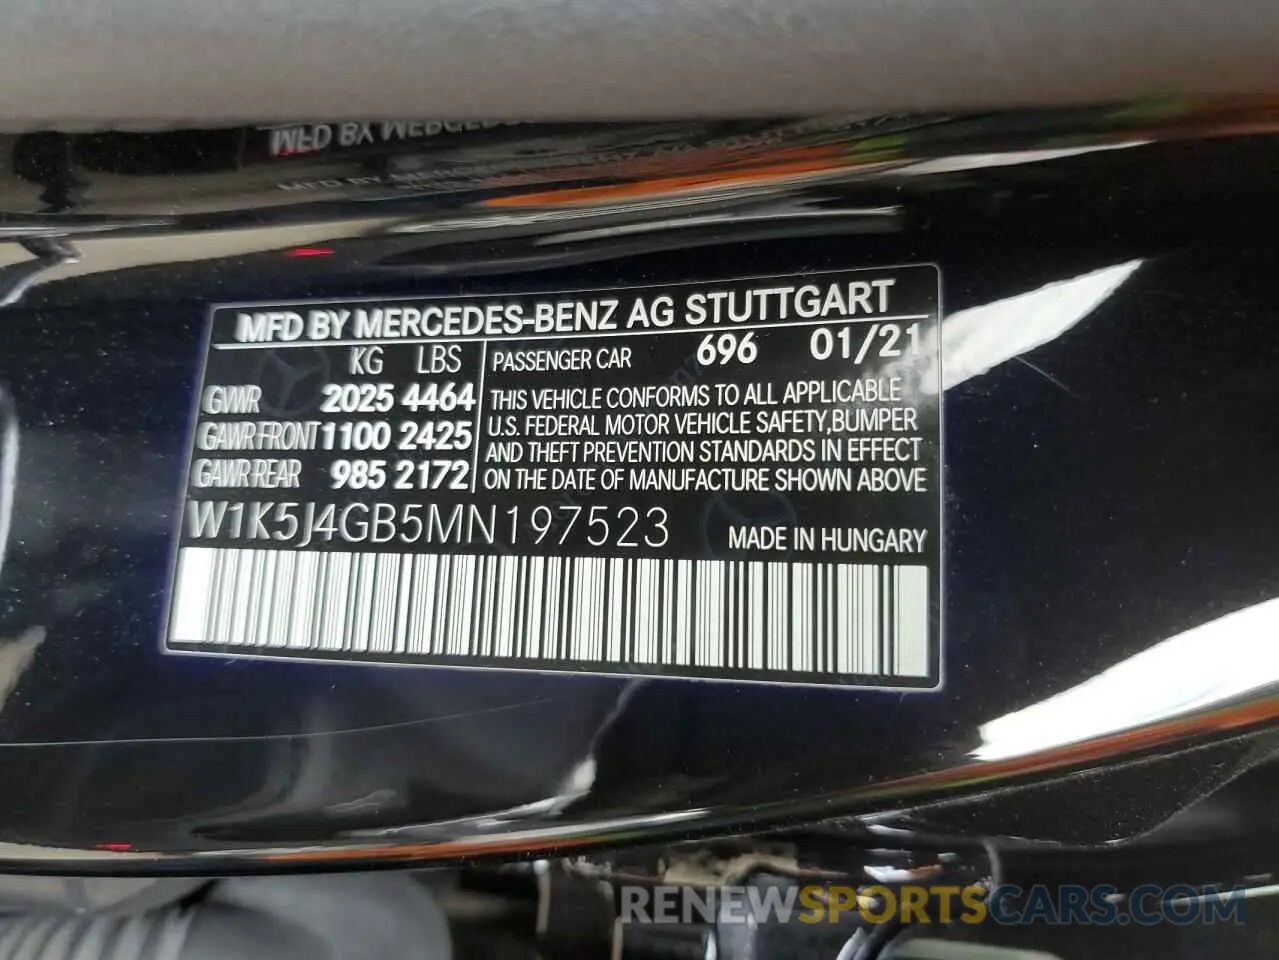 MFD BY MERCEDES-BENZ AG STUTTGART
KG LBS
GVWR 2025 4464
GAWR FRONT 1100 2425
GAWR REAR 985 2172
PASSENGER CAR 696 01/21
THIS VEHICLE CONFORMS TO ALL APPLICABLE
U.S. FEDERAL MOTOR VEHICLE SAFETY,BUMPER
AND THEFT PREVENTION STANDARDS IN EFFECT
ON THE DATE OF MANUFACTURE SHOWN ABOVE
W1K5J4GB5MN197523 MADE IN HUNGARY
RENEWSPORTSCARS.COM